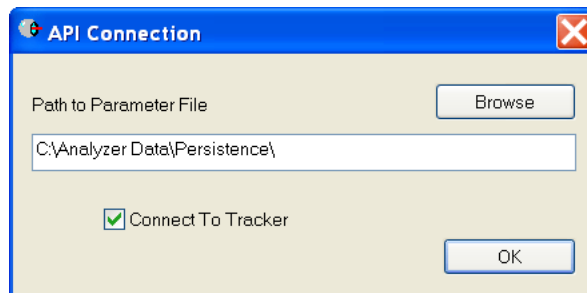 API Connection
Path to Parameter File
Browse
C:\Analyzer Data\Persistence\
Connect To Tracker
OK